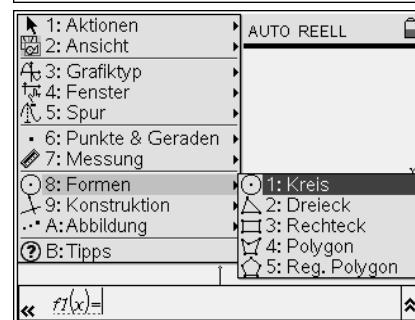 1: Aktionen
AUTO REELL
2: Ansicht
3: Grafiktyp
4: Fenster
5: Spur
6: Punkte & Geraden
7: Messung
8: Formen
9: Konstruktion
A: Abbildung
B: Tipps
1: Kreis
2: Dreieck
3: Rechteck
4: Polygon
5: Reg. Polygon
« f1(x)=